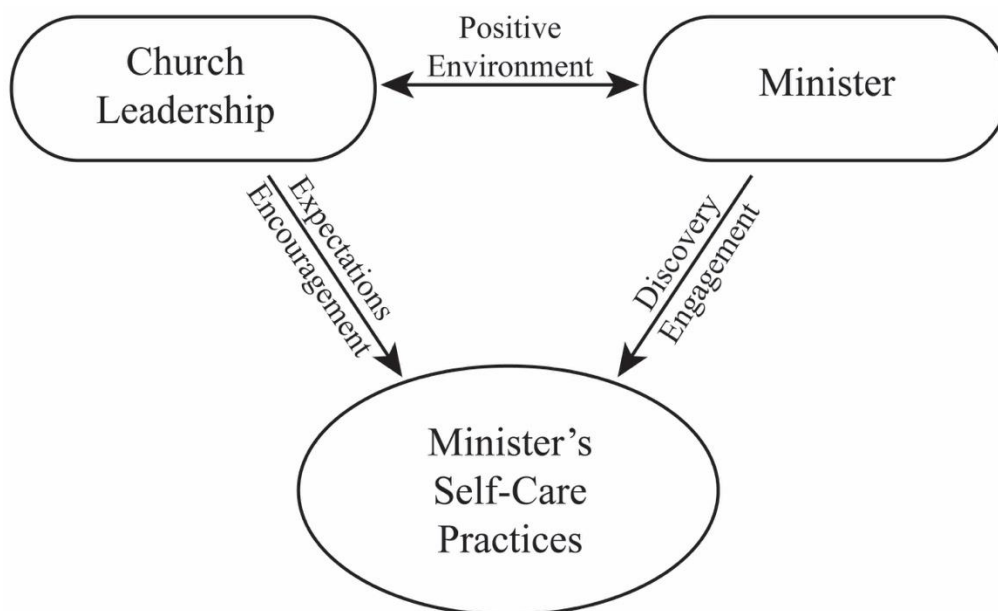 Church
Leadership
Positive
Environment
Minister
Expectations
Encouragement
Discovery
Engagement
Minister’s
Self-Care
Practices